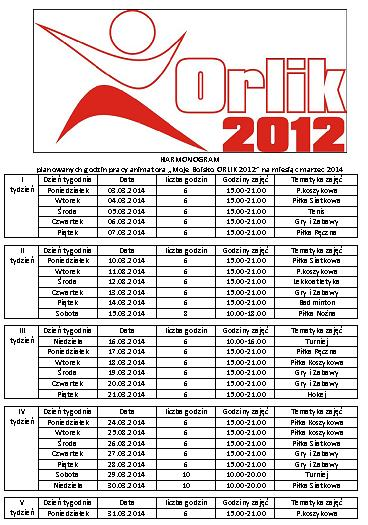 Orlik
2012
HARMONOGRAM
planowanych godzin pracy animatora „Moje Boisko ORLIK 2012” na miesiąc marzec 2014
I tydzień Dzień tygodnia Data liczba godzin Godziny zajęć Tematyka zajęć
Poniedziałek 03.03.2014 6 15.00-21.00 P.koszykowa
Wtorek 04.03.2014 6 15.00-21.00 Piłka Siatkowa
Środa 05.03.2014 6 15.00-21.00 Tenis
Czwartek 06.03.2014 6 15.00-21.00 Gry i Zabawy
Piątek 07.03.2014 6 15.00-21.00 Piłka Ręczna
II tydzień Dzień tygodnia Data liczba godzin Godziny zajęć Tematyka zajęć
Poniedziałek 10.03.2014 6 15.00-21.00 Piłka Siatkowa
Wtorek 11.03.2014 6 15.00-21.00 P.koszykowa
Środa 12.03.2014 6 15.00-21.00 Lekkoatletyka
Czwartek 13.03.2014 6 15.00-21.00 Gry i Zabawy
Piątek 14.03.2014 6 15.00-21.00 Badminton
Sobota 15.03.2014 8 10.00-18.00 Piłka Nożna
III tydzień Dzień tygodnia Data liczba godzin Godziny zajęć Tematyka zajęć
Niedziela 16.03.2014 6 10.00-16.00 Turniej
Poniedziałek 17.03.2014 6 15.00-21.00 Piłka Ręczna
Wtorek 18.03.2014 6 15.00-21.00 Piłka Koszykowa
Środa 19.03.2014 6 15.00-21.00 Gry i Zabawy
Czwartek 20.03.2014 6 15.00-21.00 Gry i Zabawy
Piątek 21.03.2014 6 15.00-21.00 Hokej
IV tydzień Dzień tygodnia Data liczba godzin Godziny zajęć Tematyka zajęć
Poniedziałek 24.03.2014 6 15.00-21.00 Piłka Koszykowa
Wtorek 25.03.2014 6 15.00-21.00 Piłka Koszykowa
Środa 26.03.2014 6 15.00-21.00 Piłka Siatkowa
Czwartek 27.03.2014 6 15.00-21.00 Gry i Zabawy
Piątek 28.03.2014 6 15.00-21.00 Gry i Zabawy
Sobota 29.03.2014 10 10.00-20.00 Turniej
Niedziela 30.03.2014 10 10.00-20.00 Piłka Siatkowa
V tydzień Dzień tygodnia Data liczba godzin Godziny zajęć Tematyka zajęć
Poniedziałek 31.03.2014 6 15.00-21.00 P.koszykowa